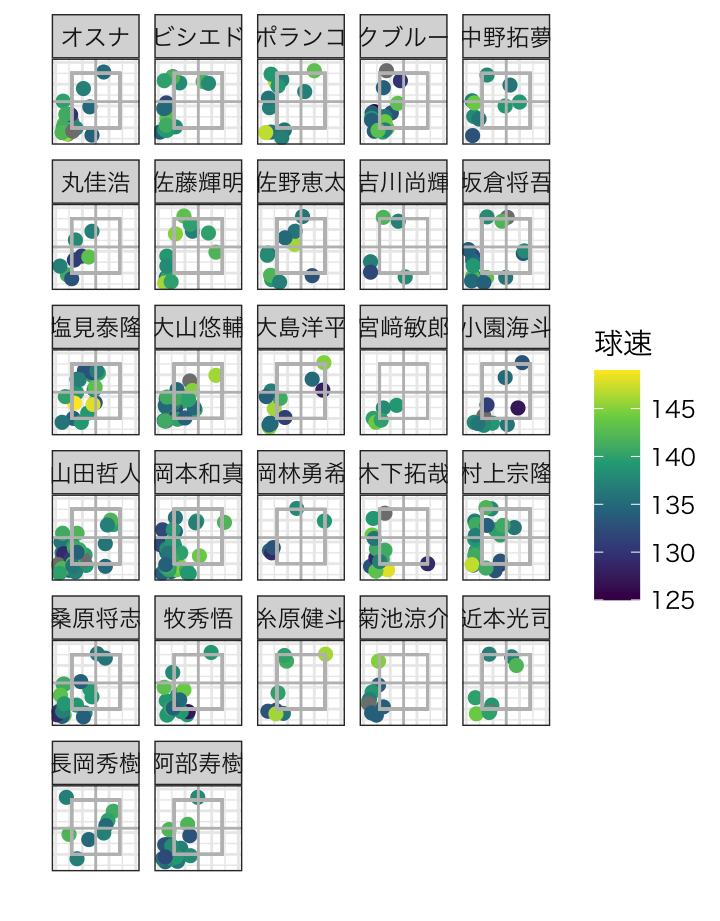 オスナ
ビシエド
ポランコ
クブルー
中野拓夢
丸佳浩
佐藤輝明
佐野恵太
吉川尚輝
坂倉将吾
塩見泰隆
大山悠輔
大島洋平
宮﨑敏郎
小園海斗
山田哲人
岡本和真
岡林勇希
木下拓哉
村上宗隆
桑原将志
牧秀悟
糸原健斗
菊池涼介
近本光司
長岡秀樹
阿部寿樹
球速
145
140
135
130
125